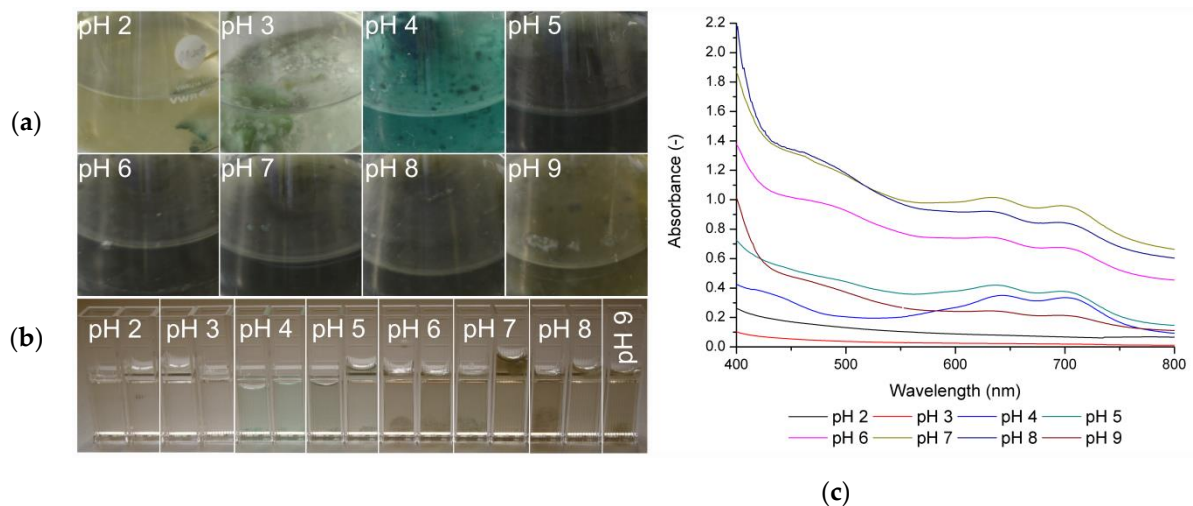 (a)
pH 2 pH 3 pH 4 pH 5
VWR
pH 6 pH 7 pH 8 pH 9
(b)
pH 2 pH 3 pH 4 pH 5 pH 6 pH 7 pH 8 pH 9
2.2
2.0
1.8
1.6
1.4
1.2
1.0
0.8
0.6
0.4
0.2
0.0
Absorbance (-)
400 500 600 700 800
Wavelength (nm)
pH 2 pH 3 pH 4 pH 5
pH 6 pH 7 pH 8 pH 9
(c)